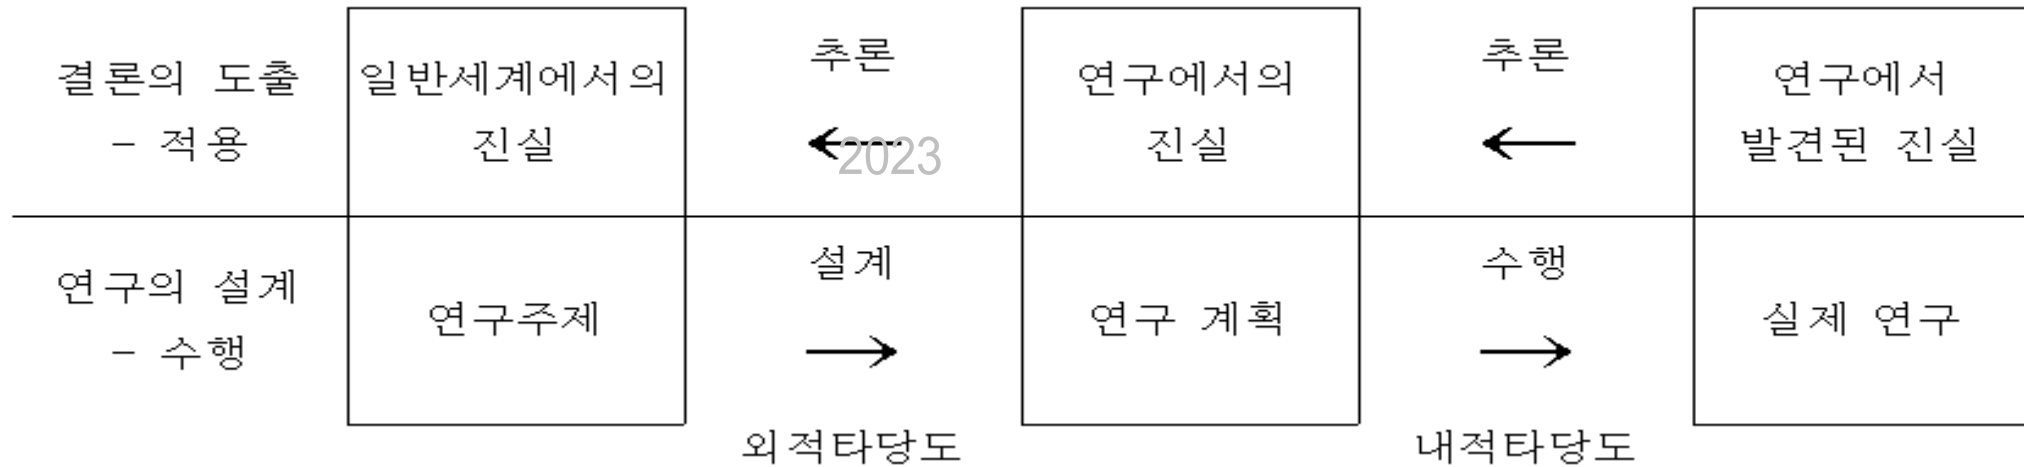 추론
추론
결론의 도출
일반세계에서의
연구에서의
연구에서
- 적용
진실
2023
진실
발견된 진실
설계
수행
연구의 설계
연구주제
연구 계획
실제 연구
- 수행
외적타당도
내적타당도